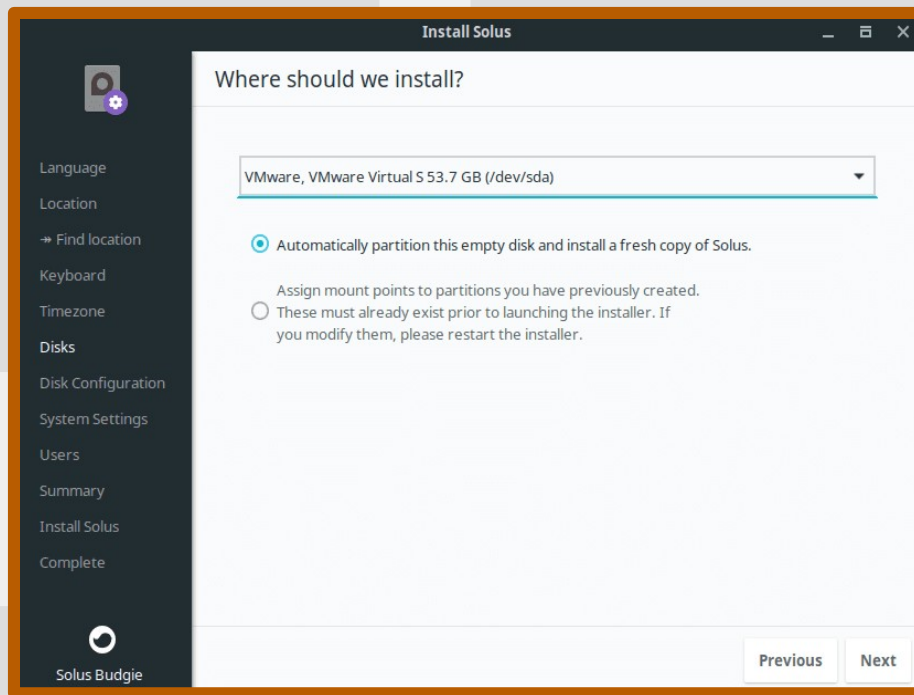 Install Solus
Where should we install?
Language
Location
↠ Find location
Keyboard
Timezone
Disks
Disk Configuration
System Settings
Users
Summary
Install Solus
Complete
Solus Budgie
VMware, VMware Virtual S 53.7 GB (/dev/sda)
Automatically partition this empty disk and install a fresh copy of Solus.
Assign mount points to partitions you have previously created.
These must already exist prior to launching the installer. If
you modify them, please restart the installer.
Previous
Next